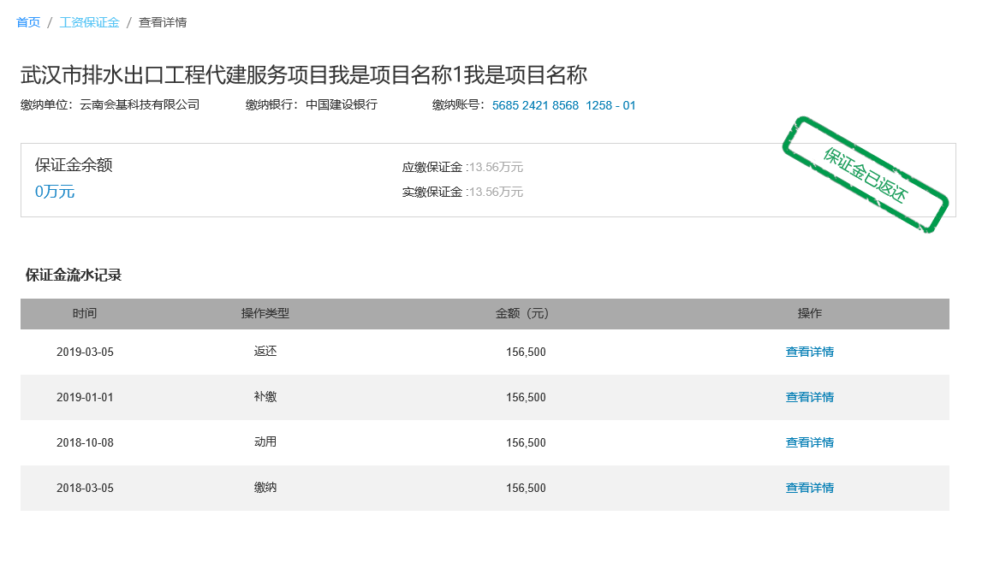 首页 / 工资保证金 / 查看详情
武汉市排水出口工程代建服务项目我是项目名称1我是项目名称
缴纳单位：云南会基科技有限公司 缴纳银行：中国建设银行 缴纳账号：5685 2421 8568 1258 - 01
保证金余额
0万元
应缴保证金 :13.56万元
实缴保证金 :13.56万元
保证金已返还
保证金流水记录
时间 操作类型 金额（元） 操作
2019-03-05 返还 156,500 查看详情
2019-01-01 补缴 156,500 查看详情
2018-10-08 动用 156,500 查看详情
2018-03-05 缴纳 156,500 查看详情